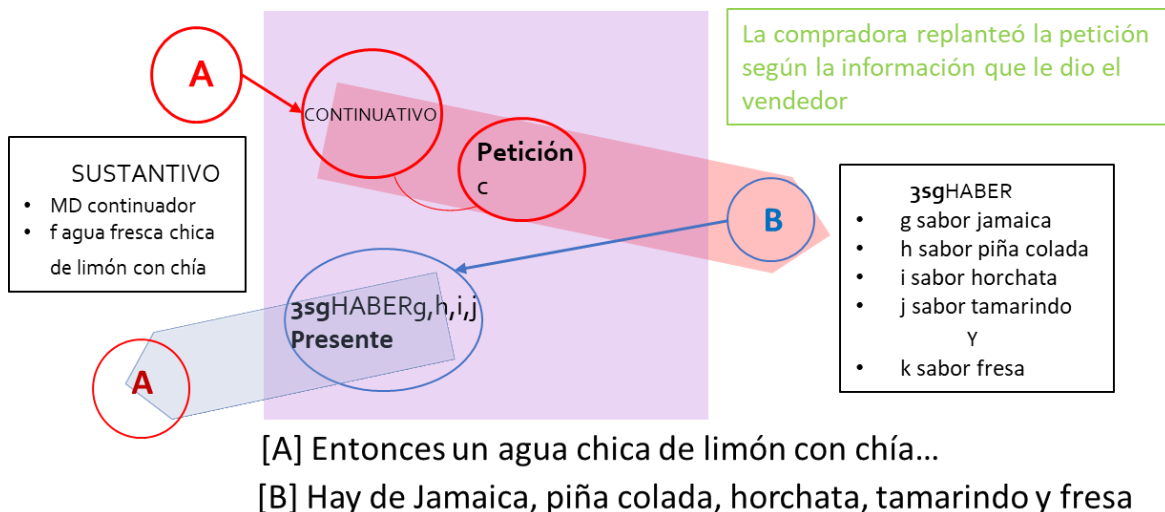 A
CONTINUATIVO
Petición
c
La compradora replanteó la petición
según la información que le dio el
vendedor
SUSTANTIVO
• MD continuador
• f agua fresca chica
de limón con chía
B
3sgHABER
• g sabor jamaica
• h sabor piña colada
• i sabor horchata
• j sabor tamarindo
Y
• k sabor fresa
3sgHABERg,h,i,j
Presente
A
[A] Entonces un agua chica de limón con chía...
[B] Hay de Jamaica, piña colada, horchata, tamarindo y fresa